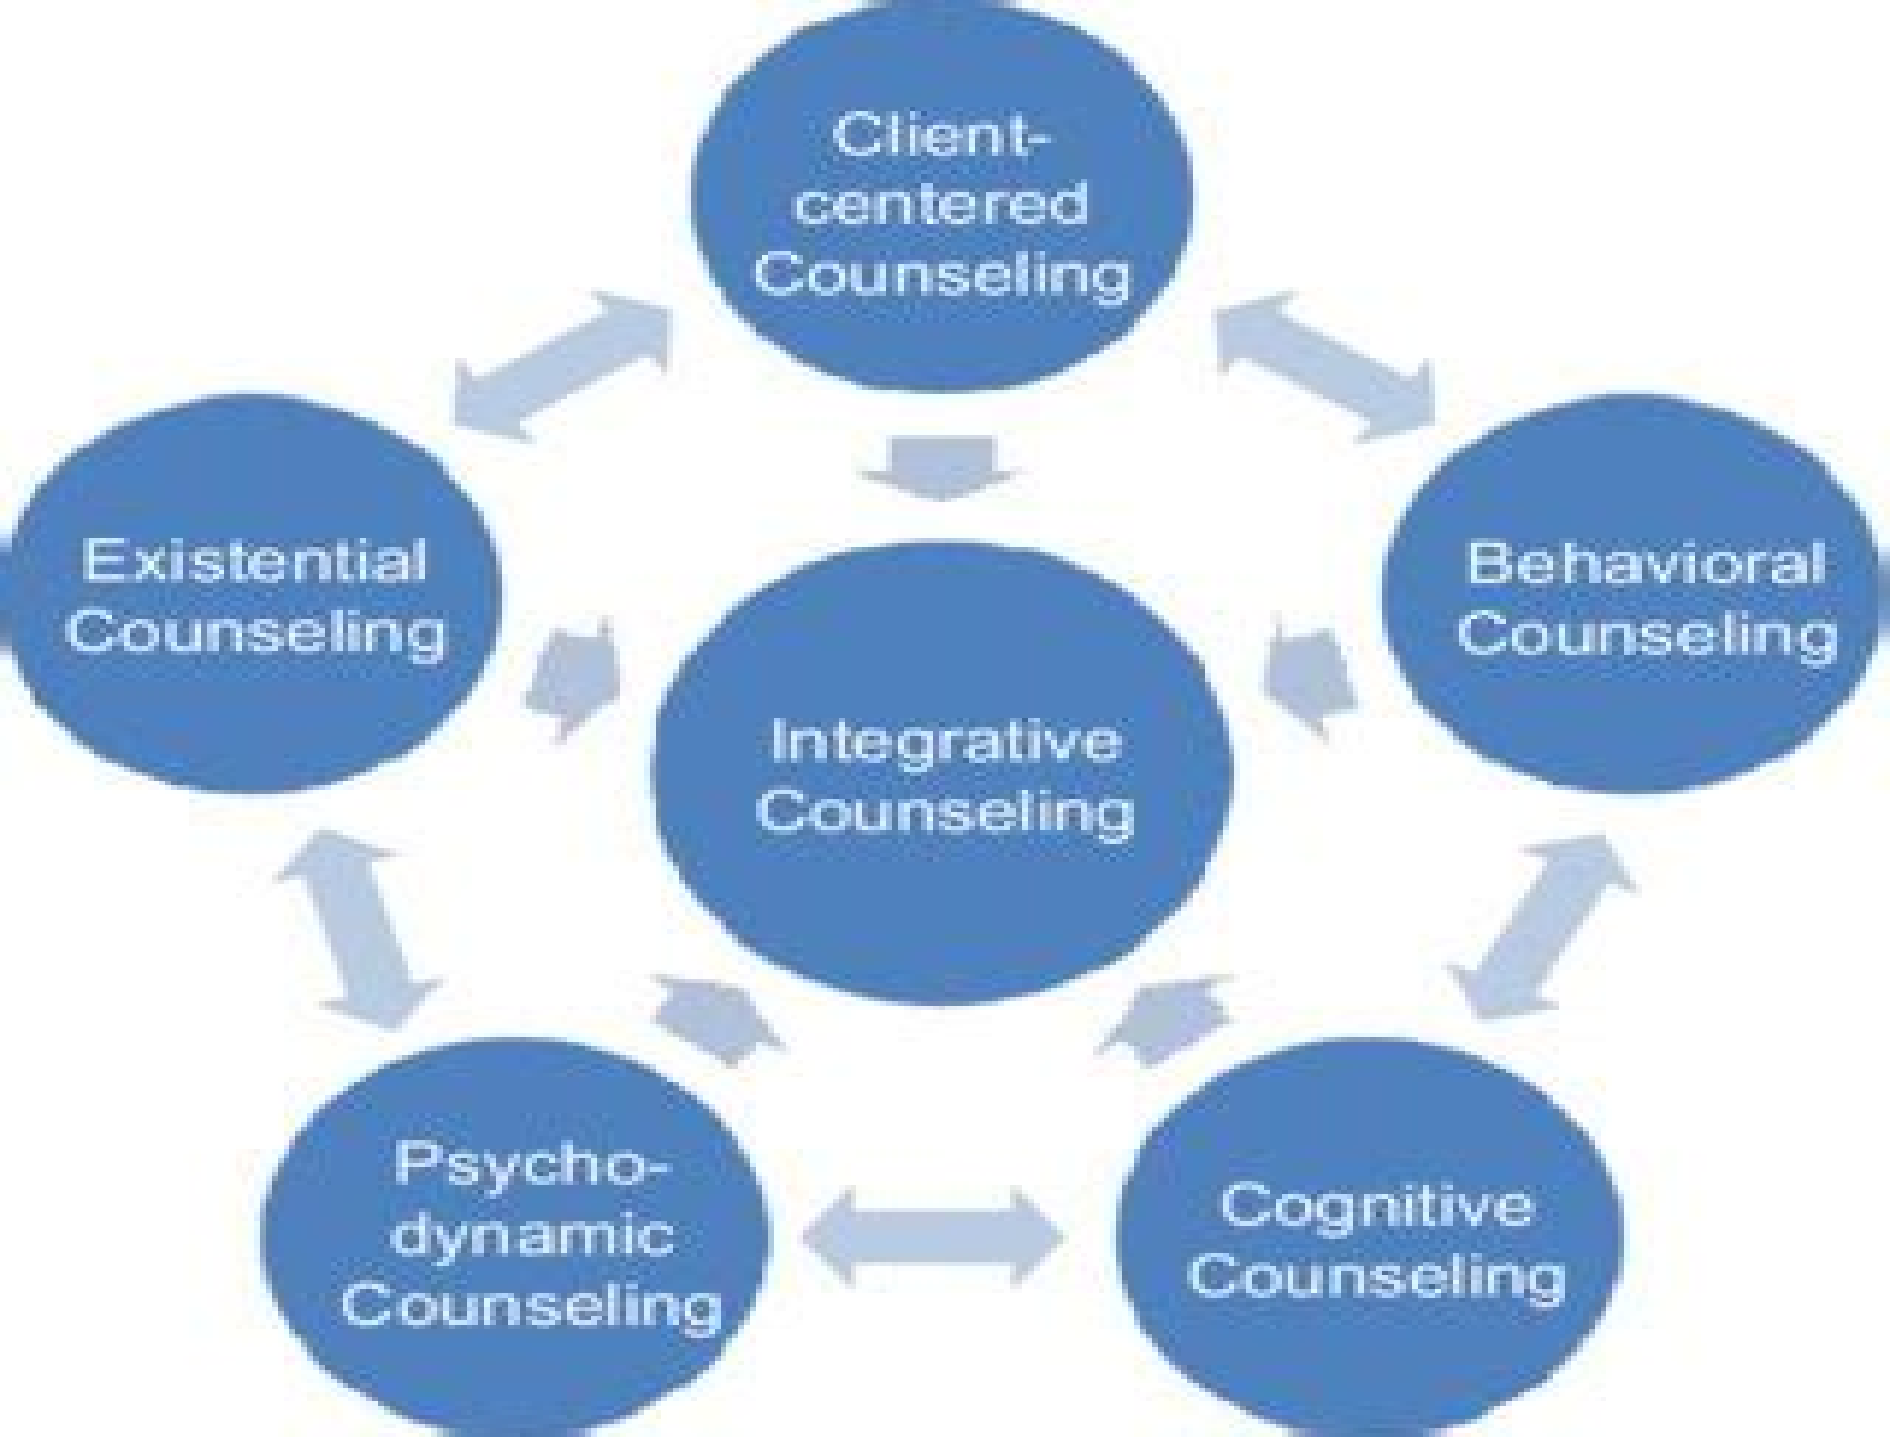 Client-
centered
Counseling
Existential
Counseling
Behavioral
Counseling
Integrative
Counseling
Psycho-
dynamic
Counseling
Cognitive
Counseling